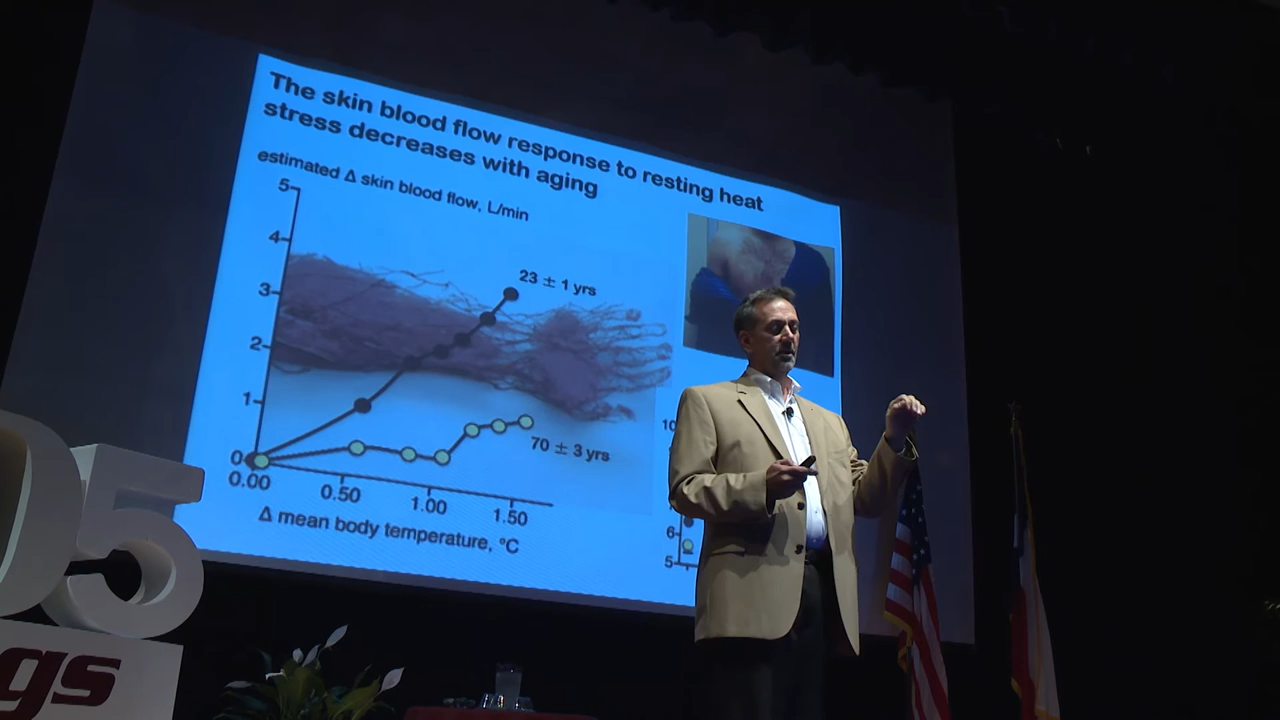 The skin blood flow response to resting heat
stress decreases with aging
estimated Δ skin blood flow, L/min
5
4
3
2
1
0
0.00
0.50
1.00
1.50
23 ± 1 yrs
70 ± 3 yrs
Δ mean body temperature, °C
10
6
5
05
gs